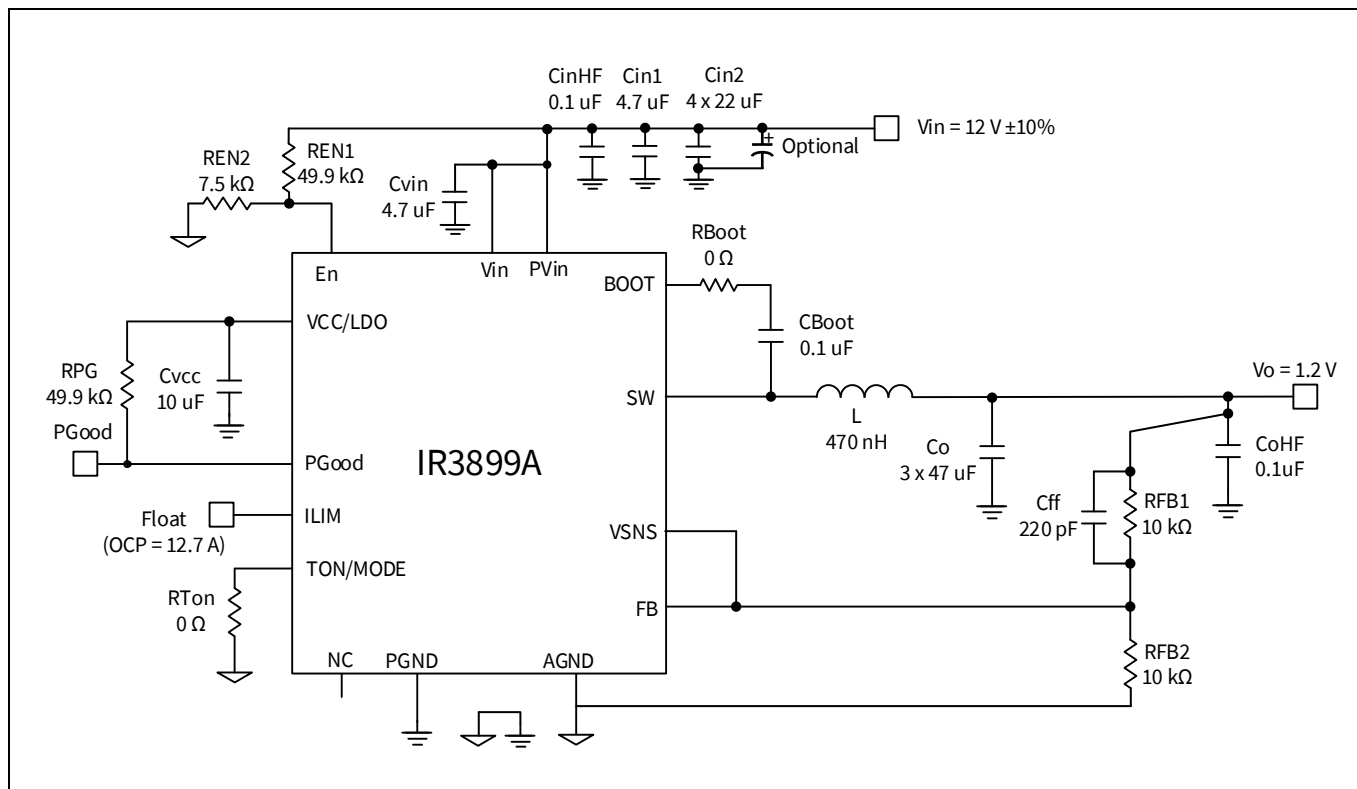 CinHF
0.1 uF
Cin1
4.7 uF
Cin2
4 x 22 uF
+
Optional
Vin = 12 V ±10%
REN2
7.5 kΩ
REN1
49.9 kΩ
Cvin
4.7 uF
RBoot
0 Ω
En
Vin
PVin
BOOT
VCC/LDO
CBoot
0.1 uF
RPG
49.9 kΩ
Cvcc
10 uF
Vo = 1.2 V
SW
L
470 nH
Co
3 x 47 uF
CoHF
0.1uF
PGood
PGood
IR3899A
Cff
220 pF
RFB1
10 kΩ
Float
(OCP = 12.7 A)
ILIM
VSNS
TON/MODE
RTon
0 Ω
FB
RFB2
10 kΩ
NC
PGND
AGND